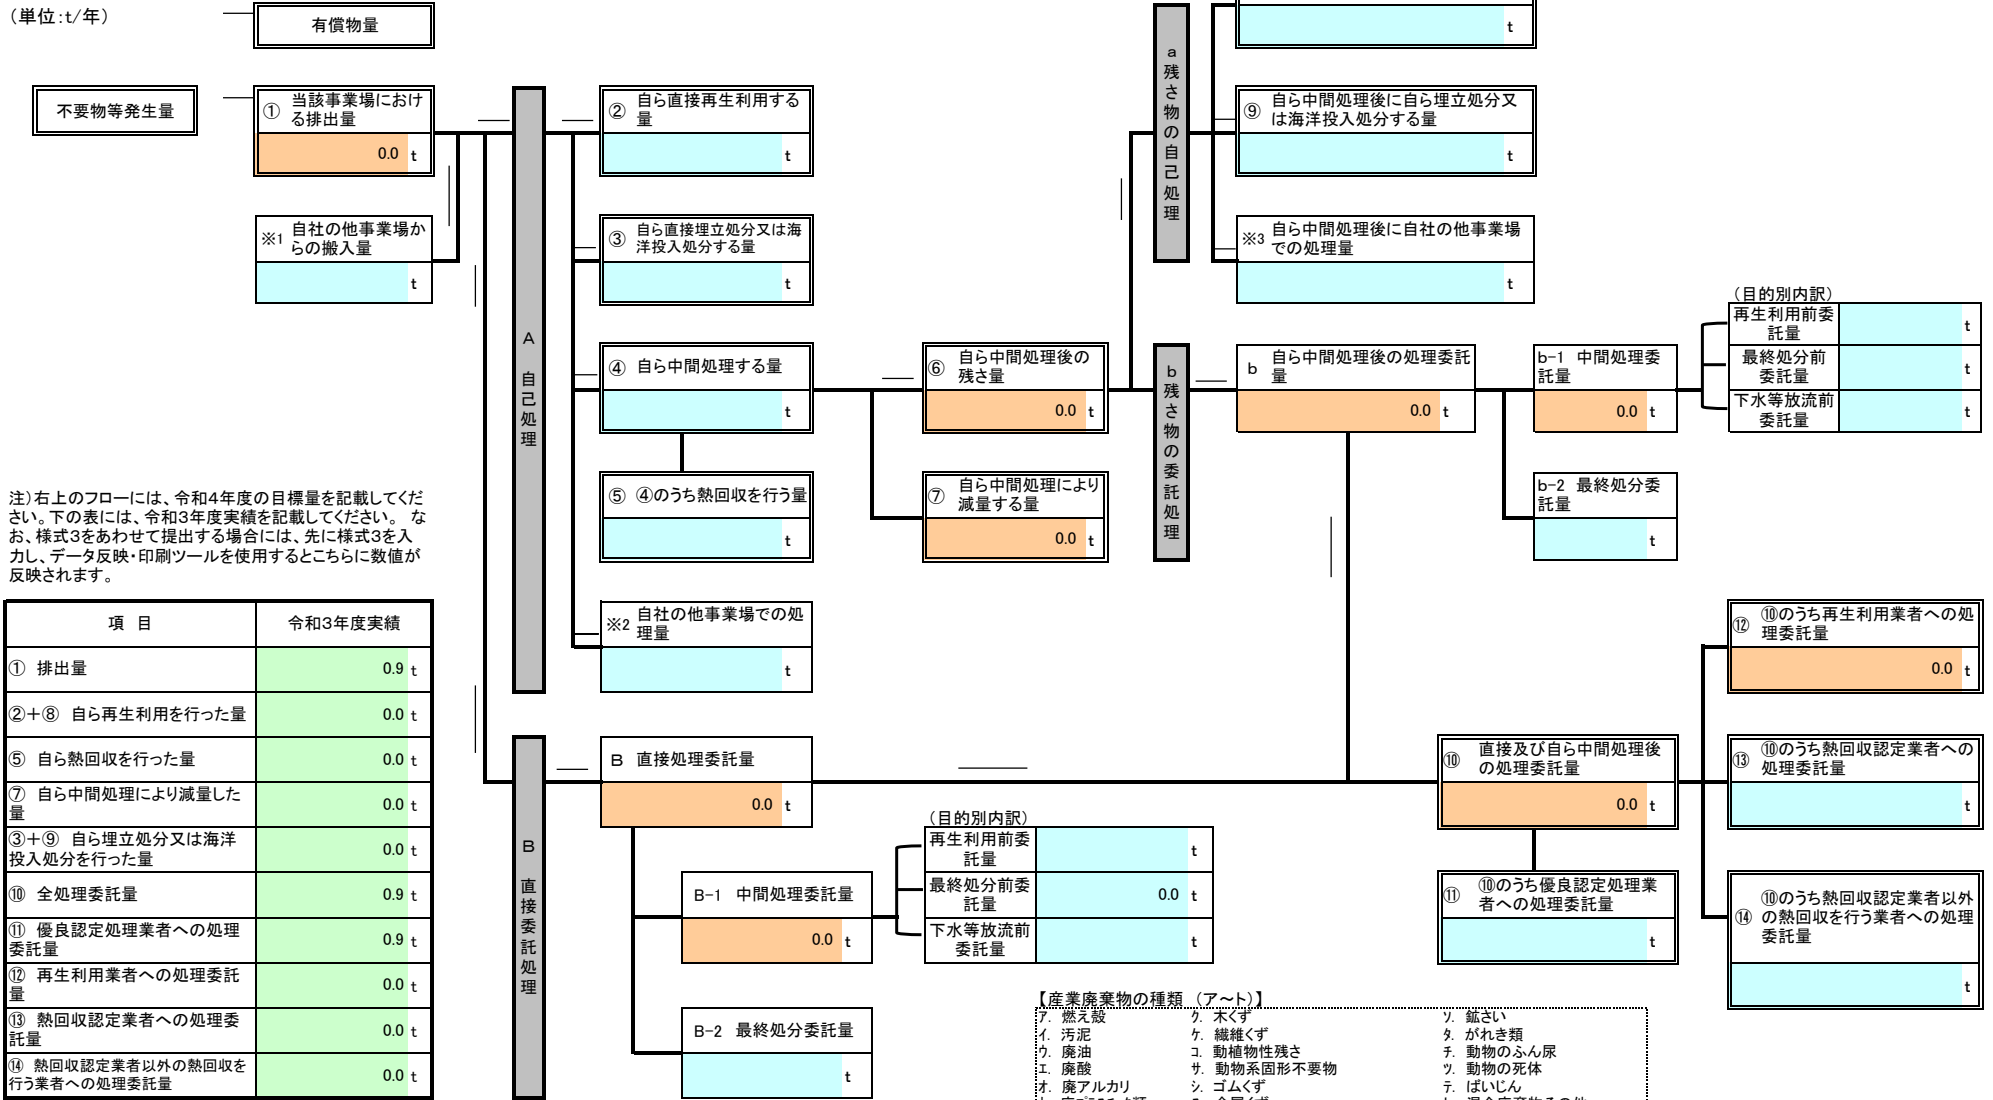 （単位:t/年）
有償物量
t
不要物等発生量
① 当該事業場におけ
る排出量
0.0 t
※1 自社の他事業場か
らの搬入量
t
A 自己処理
② 自ら直接再生利用する
量
t
③ 自ら直接埋立処分又は海
洋投入処分する量
t
④ 自ら中間処理する量
t
⑤ ④のうち熱回収を行う量
t
※2 自社の他事業場での処
理量
t
⑥ 自ら中間処理後の
残さ量
0.0 t
⑦ 自ら中間処理により
減量する量
0.0 t
a残さ物の自己処理
⑨ 自ら中間処理後に自ら埋立処分又
は海洋投入処分する量
t
※3 自ら中間処理後に自社の他事業場
での処理量
t
b残さ物の委託処理
b 自ら中間処理後の処理委託
量
0.0 t
b-1 中間処理委
託量
0.0 t
b-2 最終処分委
託量
t
（目的別内訳）
再生利用前委
託量
t
最終処分前
委託量
t
下水等放流前
委託量
t
注）右上のフローには、令和4年度の目標量を記載してくだ
さい。下の表には、令和3年度実績を記載してください。 な
お、様式3をあわせて提出する場合には、先に様式3を入
力し、データ反映・印刷ツールを使用するとこちらに数値が
反映されます。
項 目 令和3年度実績
① 排出量 0.9 t
②＋⑧ 自ら再生利用を行った量 0.0 t
⑤ 自ら熱回収を行った量 0.0 t
⑦ 自ら中間処理により減量した
量 0.0 t
③＋⑨ 自ら埋立処分又は海洋
投入処分を行った量 0.0 t
⑩ 全処理委託量 0.9 t
⑪ 優良認定処理業者への処理
委託量 0.9 t
⑫ 再生利用業者への処理委託
量 0.0 t
⑬ 熱回収認定業者への処理委
託量 0.0 t
⑭ 熱回収認定業者以外の熱回収を
行う業者への処理委託量 0.0 t
B 直接委託処理
B 直接処理委託量
0.0 t
B-1 中間処理委託量
0.0 t
B-2 最終処分委託量
t
（目的別内訳）
再生利用前委
託量
t
最終処分前委
託量
0.0 t
下水等放流前
委託量
t
⑩ 直接及び自ら中間処理後
の処理委託量
0.0 t
⑪ ⑩のうち優良認定処理業
者への処理委託量
t
⑫ ⑩のうち再生利用業者への処
理委託量
0.0 t
⑬ ⑩のうち熱回収認定業者への
処理委託量
t
⑭ ⑩のうち熱回収認定業者以外
の熱回収を行う業者への処理
委託量
t
【産業廃棄物の種類 （ア～ト）】
ア. 燃え殻 ク. 木くず ソ. 鉱さい
イ. 汚泥 ケ. 繊維くず タ. がれき類
ウ. 廃油 コ. 動植物性残さ チ. 動物のふん尿
エ. 廃酸 サ. 動物系固形不要物 ツ. 動物の死体
オ. 廃アルカリ シ. ゴムくず テ. ばいじん